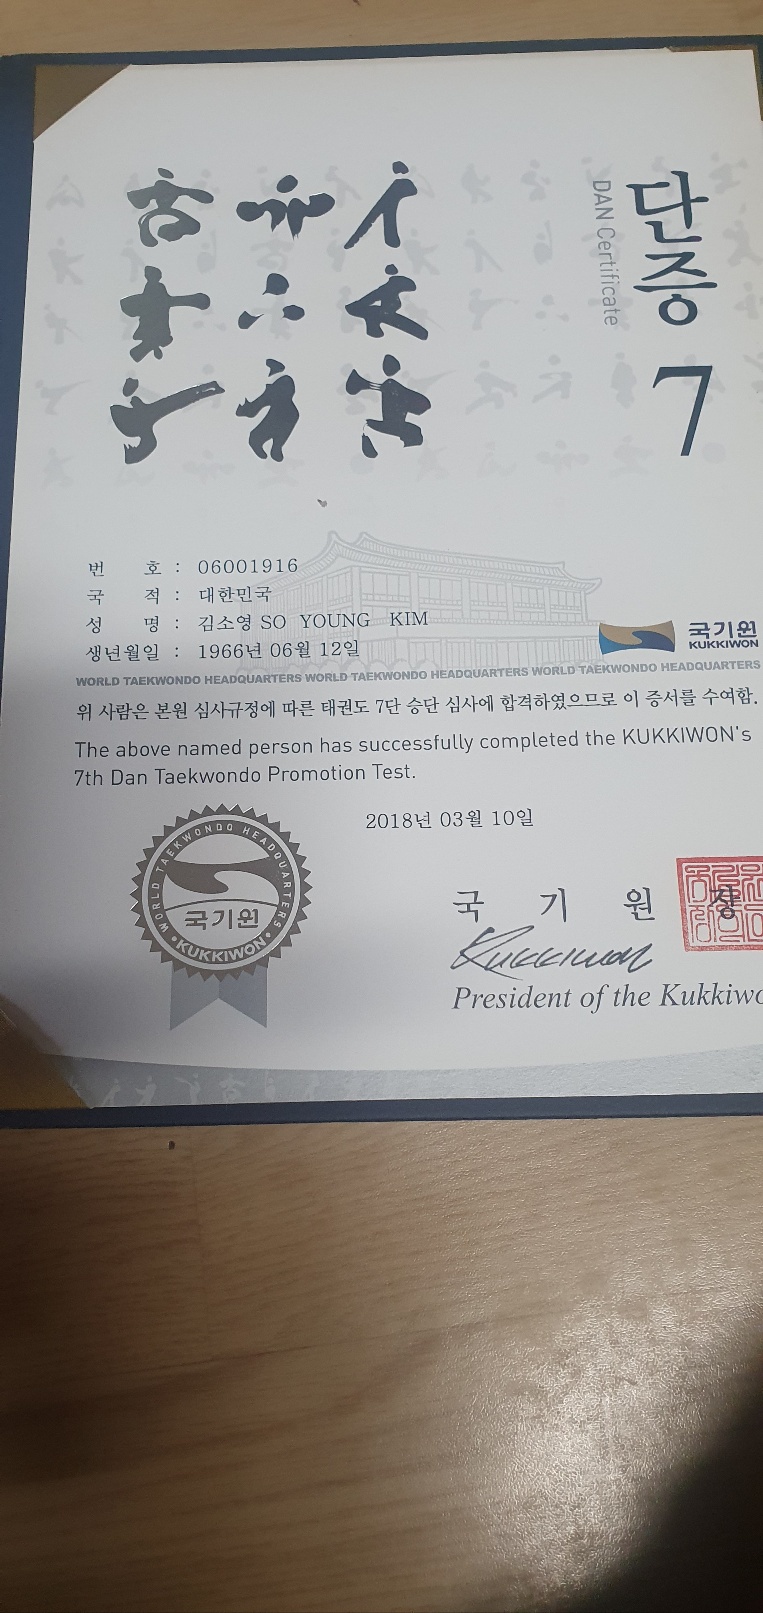 단증
DAN Certificate
7
번 호 : 06001916
국 적 : 대한민국
성 명 : 김소영 SO YOUNG KIM
생년월일 : 1966년 06월 12일
국기원
KUKKIWON
WORLD TAEKWONDO HEADQUARTERS WORLD TAEKWONDO HEADQUARTERS WORLD TAEKWONDO HEADQUARTERS
위 사람은 본원 심사규정에 따른 태권도 7단 승단 심사에 합격하였으므로 이 증서를 수여함.
The above named person has successfully completed the KUKKIWON's
7th Dan Taekwondo Promotion Test.
2018년 03월 10일
WORLD TAEKWONDO HEADQUARTERS
국기원
• KUKKIWON •
국 기 원 장
Kukkiwon
President of the Kukkiwo